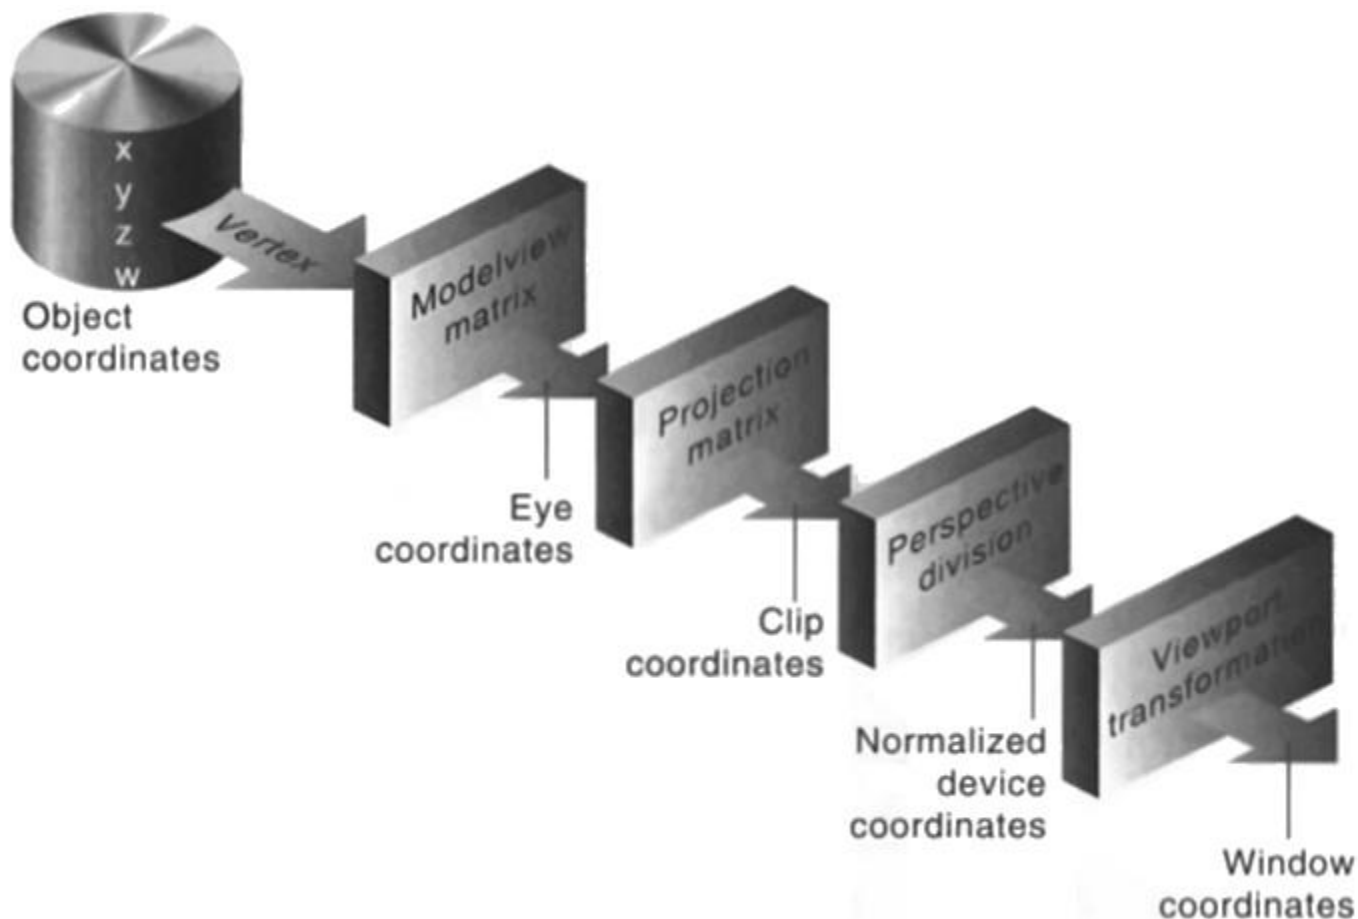 x
y
z
w
Vertex
Object
coordinates
Modelview
matrix
Eye
coordinates
Projection
matrix
Clip
coordinates
Perspective
division
Normalized
device
coordinates
Viewport
transformation
Window
coordinates